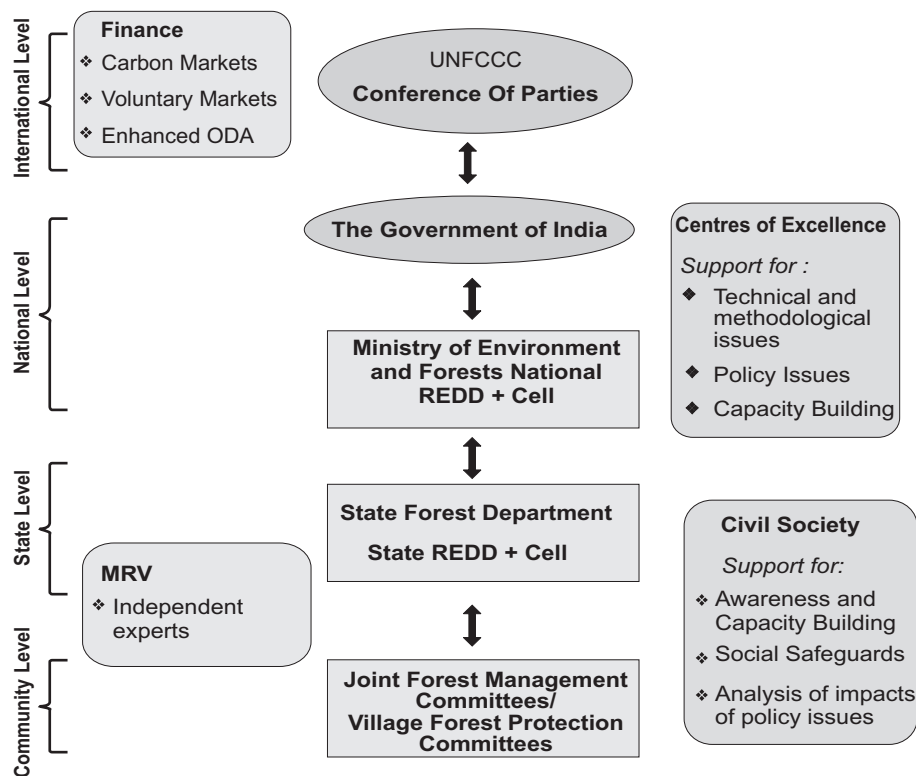 International Level
Finance
❖ Carbon Markets
❖ Voluntary Markets
❖ Enhanced ODA
UNFCCC
Conference Of Parties
National Level
The Government of India
Ministry of Environment
and Forests National
REDD + Cell
Centres of Excellence
Support for :
❖ Technical and
methodological
issues
❖ Policy Issues
❖ Capacity Building
State Level
State Forest Department
State REDD + Cell
MRV
❖ Independent
experts
Civil Society
Support for:
❖ Awareness and
Capacity Building
❖ Social Safeguards
❖ Analysis of impacts
of policy issues
Community Level
Joint Forest Management
Committees/
Village Forest Protection
Committees